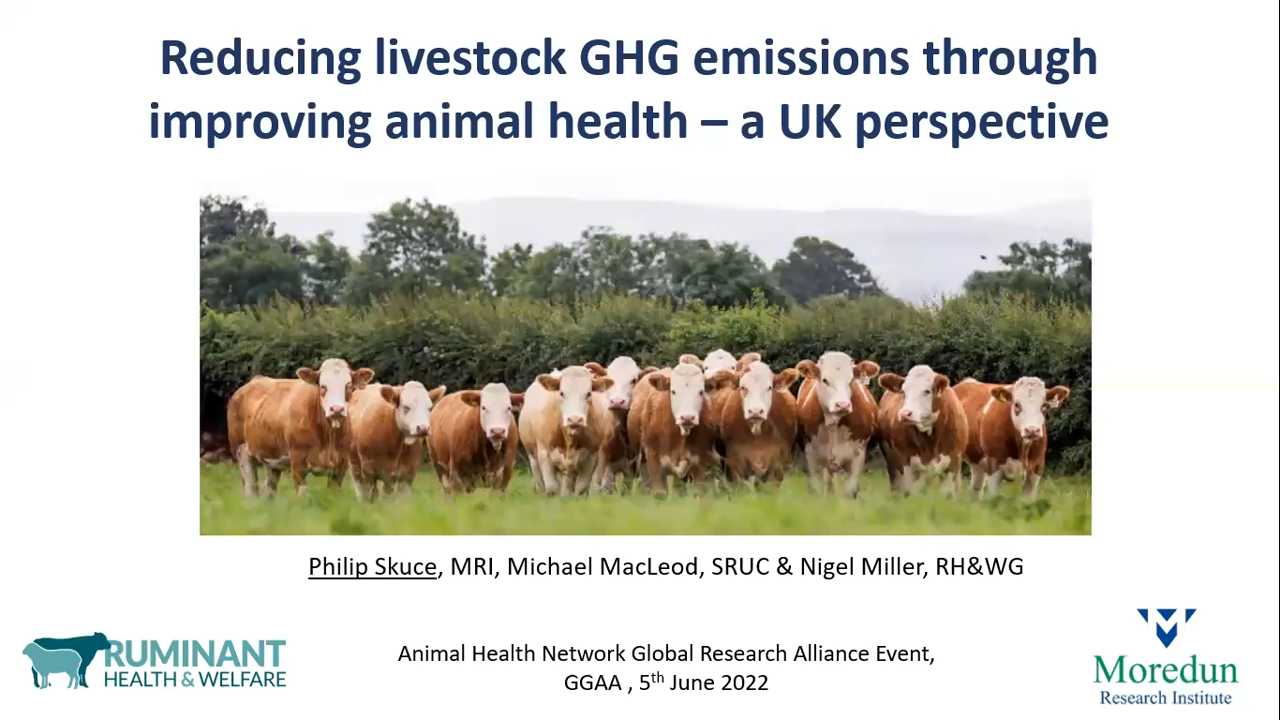 Reducing livestock GHG emissions through
improving animal health – a UK perspective
Philip Skuce, MRI, Michael MacLeod, SRUC & Nigel Miller, RH&WG
RUMINANT
HEALTH & WELFARE
Animal Health Network Global Research Alliance Event,
GGAA , 5th June 2022
Moredun
Research Institute